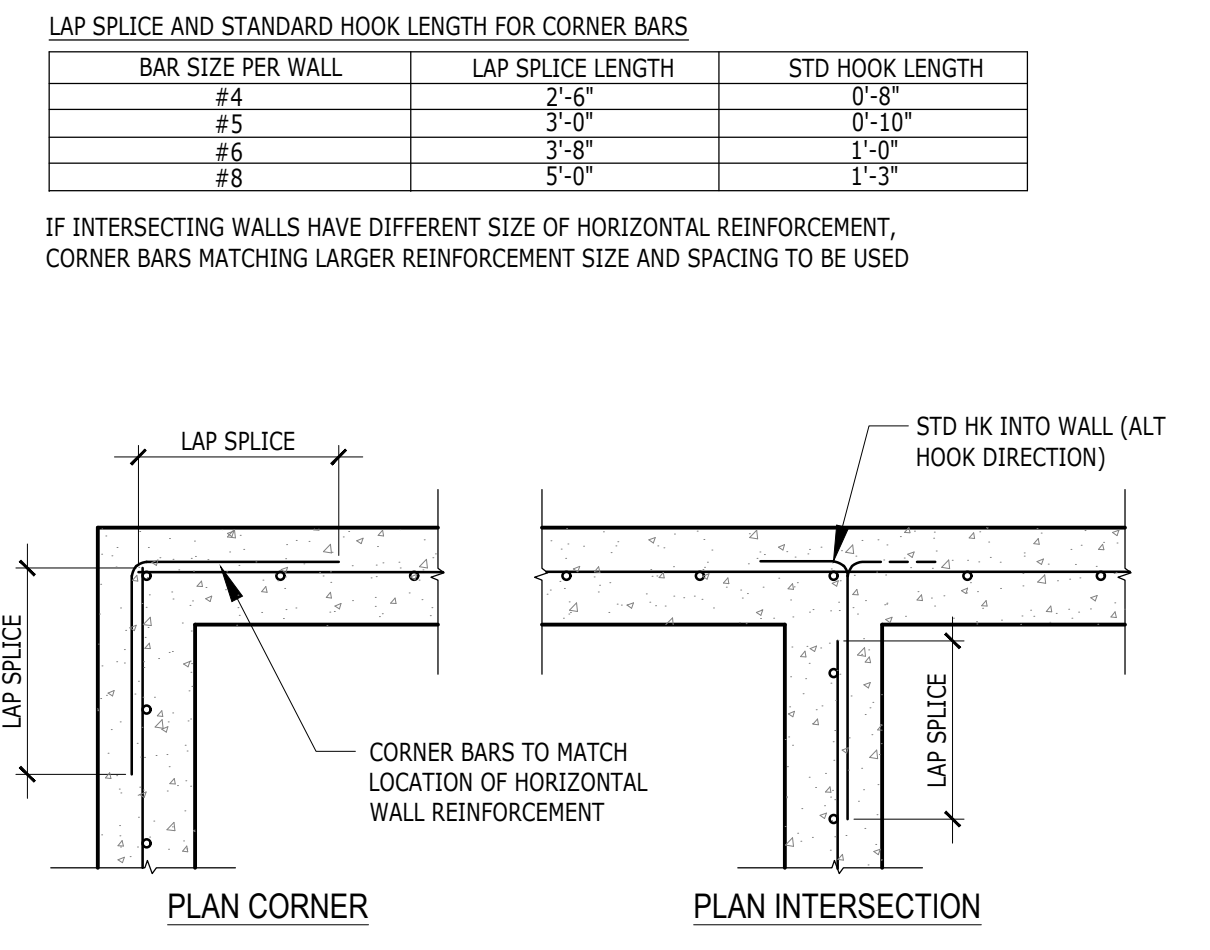 LAP SPLICE AND STANDARD HOOK LENGTH FOR CORNER BARS
BAR SIZE PER WALL LAP SPLICE LENGTH STD HOOK LENGTH
#4 2'-6" 0'-8"
#5 3'-0" 0'-10"
#6 3'-8" 1'-0"
#8 5'-0" 1'-3"
IF INTERSECTING WALLS HAVE DIFFERENT SIZE OF HORIZONTAL REINFORCEMENT,
CORNER BARS MATCHING LARGER REINFORCEMENT SIZE AND SPACING TO BE USED
LAP SPLICE
LAP SPLICE
CORNER BARS TO MATCH
LOCATION OF HORIZONTAL
WALL REINFORCEMENT
PLAN CORNER
STD HK INTO WALL (ALT
HOOK DIRECTION)
LAP SPLICE
PLAN INTERSECTION